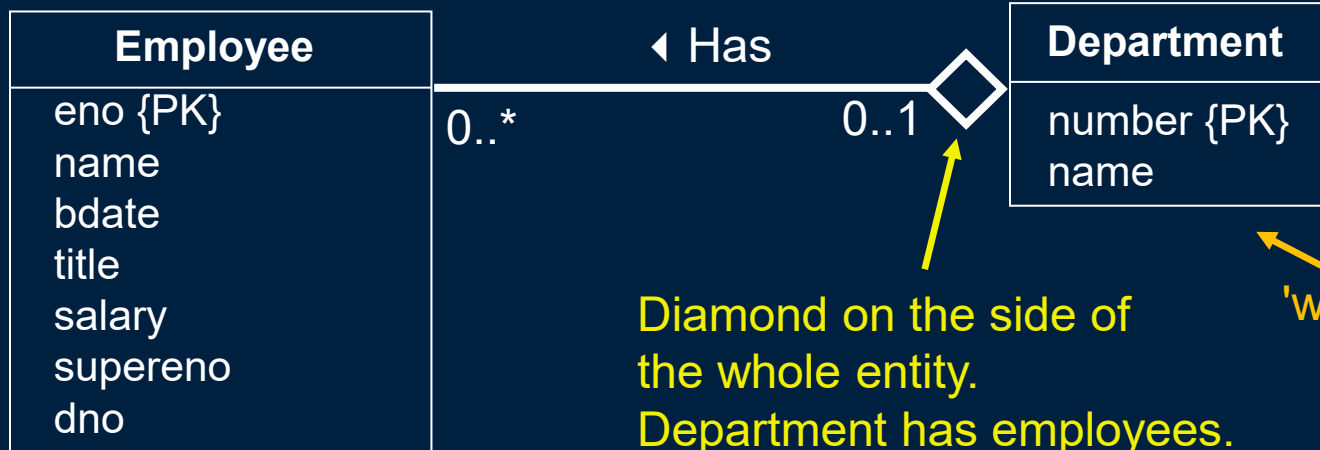 Employee
eno {PK}
name
bdate
title
salary
supereno
dno
◀ Has
0..*
0..1
Department
number {PK}
name
Diamond on the side of
the whole entity.
Department has employees.
'w